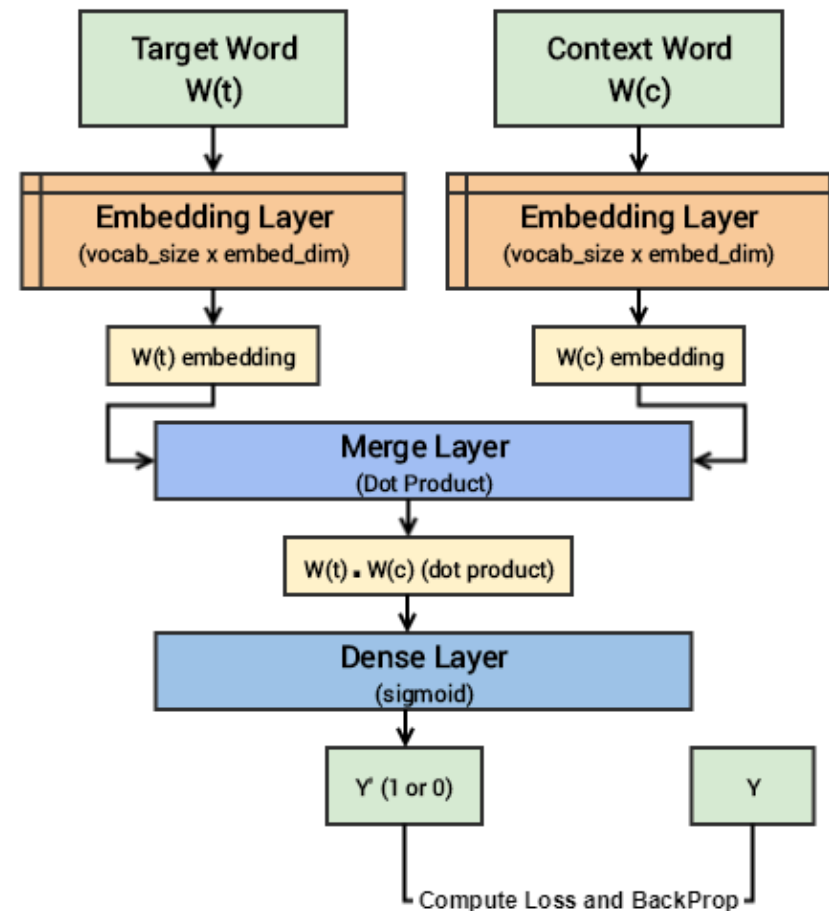 Target Word
W(t)
Context Word
W(c)
Embedding Layer
(vocab_size x embed_dim)
Embedding Layer
(vocab_size x embed_dim)
W(t) embedding
W(c) embedding
Merge Layer
(Dot Product)
W(t) . W(c) (dot product)
Dense Layer
(sigmoid)
Y' (1 or 0)
Y
Compute Loss and BackProp